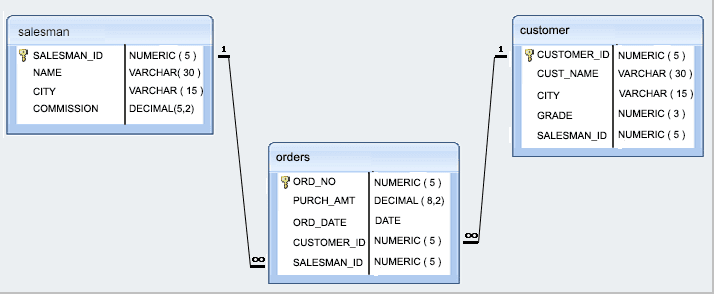 salesman
SALESMAN_ID NUMERIC ( 5 )
NAME VARCHAR( 30 )
CITY VARCHAR ( 15 )
COMMISSION DECIMAL(5,2)
1
customer
CUSTOMER_ID NUMERIC ( 5 )
CUST_NAME VARCHAR ( 30 )
CITY VARCHAR ( 15 )
GRADE NUMERIC ( 3 )
SALESMAN_ID NUMERIC ( 5 )
1
orders
ORD_NO NUMERIC ( 5 )
PURCH_AMT DECIMAL ( 8,2)
ORD_DATE DATE
CUSTOMER_ID NUMERIC ( 5 )
SALESMAN_ID NUMERIC ( 5 )
∞
∞